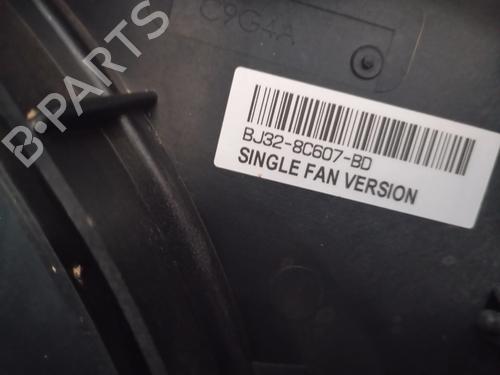 C9G4A
B-PARTS
BJ32-8C607-BD
SINGLE FAN VERSION